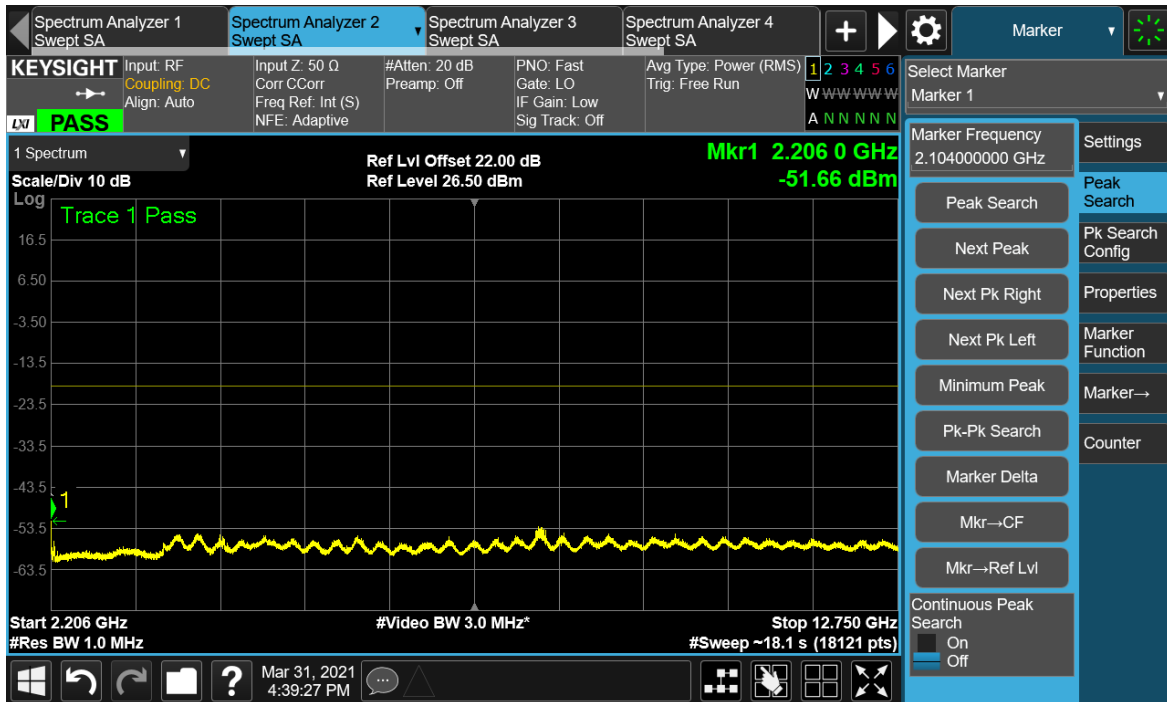 Spectrum Analyzer 1
Swept SA
Spectrum Analyzer 2
Swept SA
Spectrum Analyzer 3
Swept SA
Spectrum Analyzer 4
Swept SA
+
Marker
KEYSIGHT
LXI
PASS
Input: RF
Coupling: DC
Align: Auto
Input Z: 50 Ω
Corr CCorr
Freq Ref: Int (S)
NFE: Adaptive
#Atten: 20 dB
Preamp: Off
PNO: Fast
Gate: LO
IF Gain: Low
Sig Track: Off
Avg Type: Power (RMS)
Trig: Free Run
1 2 3 4 5 6
W W W W W W
A N N N N N
1 Spectrum
Scale/Div 10 dB
Log
Ref Lvl Offset 22.00 dB
Ref Level 26.50 dBm
Mkr1 2.206 0 GHz
-51.66 dBm
Trace 1 Pass
16.5
6.50
-3.50
-13.5
-23.5
-33.5
-43.5
-53.5
-63.5
1
Start 2.206 GHz
#Res BW 1.0 MHz
#Video BW 3.0 MHz*
Stop 12.750 GHz
#Sweep ~18.1 s (18121 pts)
Select Marker
Marker 1
Marker Frequency
2.104000000 GHz
Peak Search
Next Peak
Next Pk Right
Next Pk Left
Minimum Peak
Pk-Pk Search
Marker Delta
Mkr→CF
Mkr→Ref Lvl
Continuous Peak
Search
On
Off
Settings
Peak
Search
Pk Search
Config
Properties
Marker
Function
Marker→
Counter
?
Mar 31, 2021
4:39:27 PM